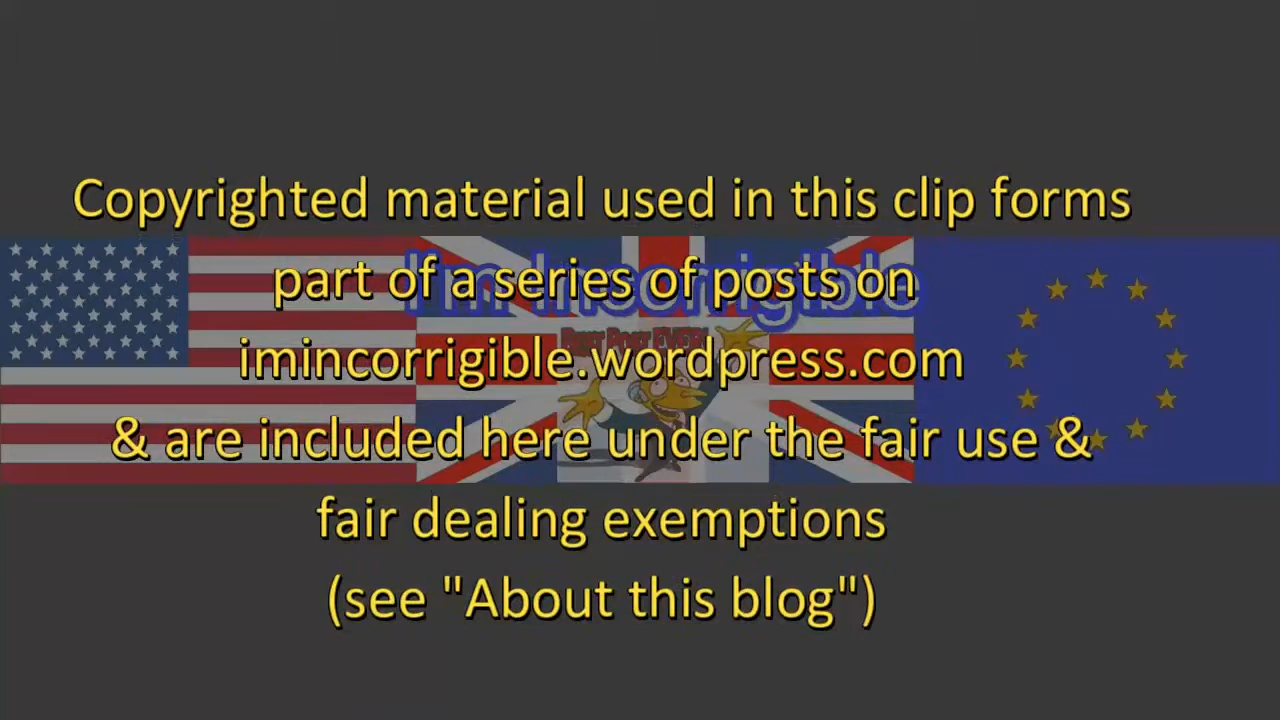 Copyrighted material used in this clip forms
I'm Incorrigible
part of a series of posts on
imincorrigible.wordpress.com
& are included here under the fair use &
fair dealing exemptions
(see "About this blog")